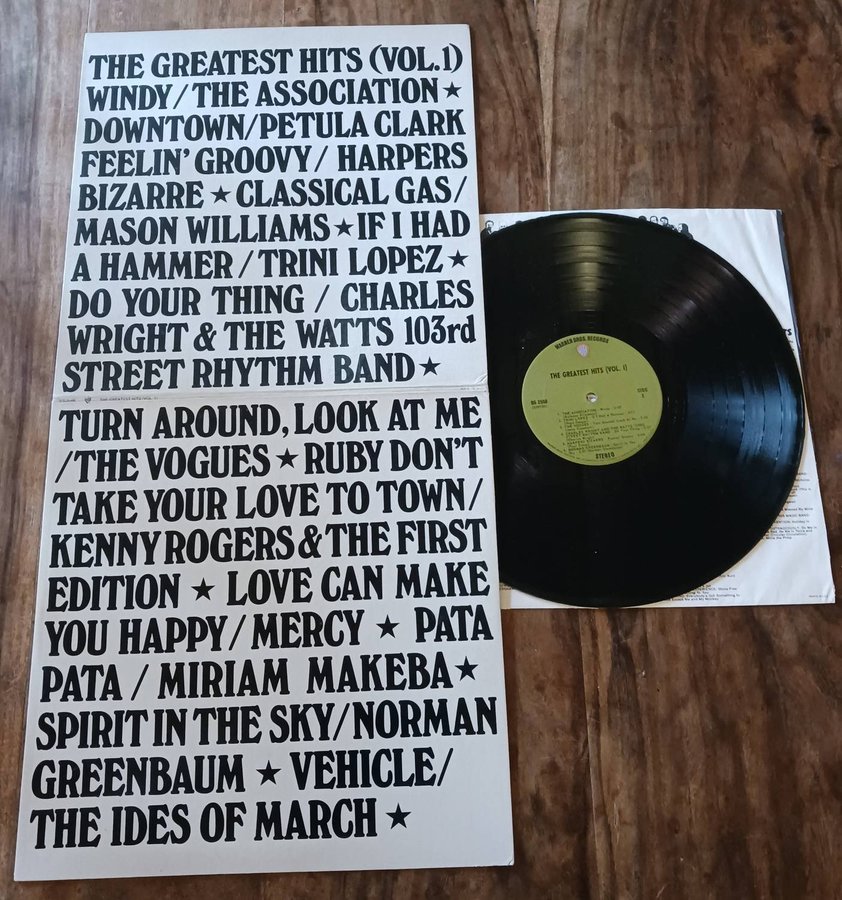 THE GREATEST HITS (VOL.1)
WINDY/THE ASSOCIATION ★
DOWNTOWN/PETULA CLARK
FEELIN' GROOVY/ HARPERS
BIZARRE ★ CLASSICAL GAS/
MASON WILLIAMS ★ IF I HAD
A HAMMER / TRINI LOPEZ ★
DO YOUR THING / CHARLES
WRIGHT & THE WATTS 103rd
STREET RHYTHM BAND ★
TURN AROUND, LOOK AT ME
/THE VOGUES ★ RUBY DON'T
TAKE YOUR LOVE TO TOWN/
KENNY ROGERS & THE FIRST
EDITION ★ LOVE CAN MAKE
YOU HAPPY/ MERCY ★ PATA
PATA / MIRIAM MAKEBA ★
SPIRIT IN THE SKY/NORMAN
GREENBAUM ★ VEHICLE/
THE IDES OF MARCH ★
WARNER BROS. RECORDS
THE GREATEST HITS (VOL. 1)
SIDE
STEREO